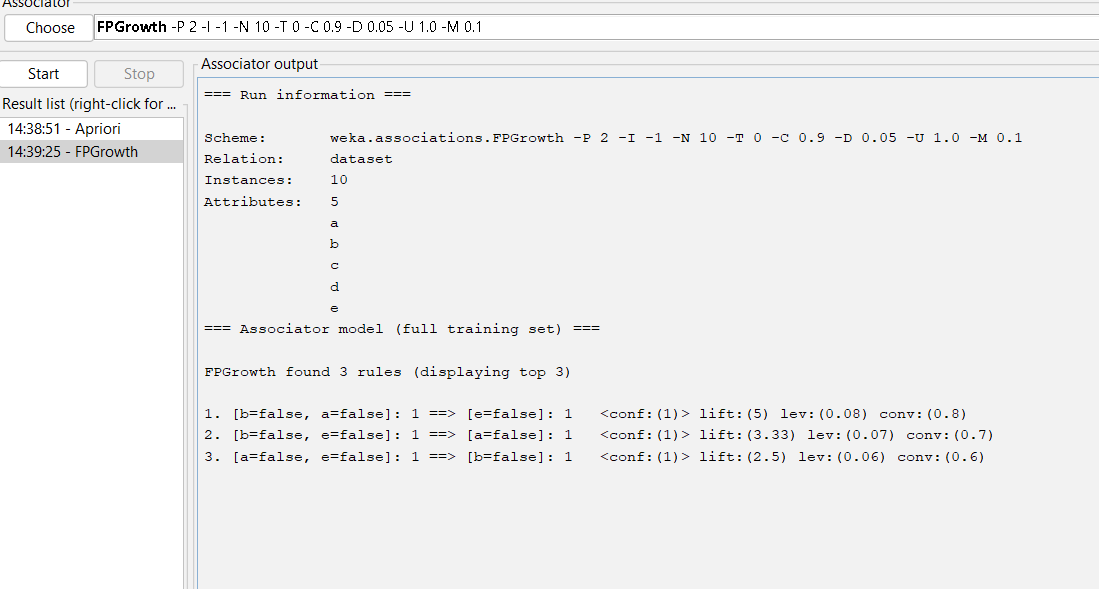 Associator
Choose FPGrowth -P 2 -I -1 -N 10 -T 0 -C 0.9 -D 0.05 -U 1.0 -M 0.1
Start Stop
Result list (right-click for ...
14:38:51 - Apriori
14:39:25 - FPGrowth
Associator output
=== Run information ===
Scheme: weka.associations.FPGrowth -P 2 -I -1 -N 10 -T 0 -C 0.9 -D 0.05 -U 1.0 -M 0.1
Relation: dataset
Instances: 10
Attributes: 5
a
b
c
d
e
=== Associator model (full training set) ===
FPGrowth found 3 rules (displaying top 3)
1. [b=false, a=false]: 1 ==> [e=false]: 1 <conf:(1)> lift:(5) lev:(0.08) conv:(0.8)
2. [b=false, e=false]: 1 ==> [a=false]: 1 <conf:(1)> lift:(3.33) lev:(0.07) conv:(0.7)
3. [a=false, e=false]: 1 ==> [b=false]: 1 <conf:(1)> lift:(2.5) lev:(0.06) conv:(0.6)